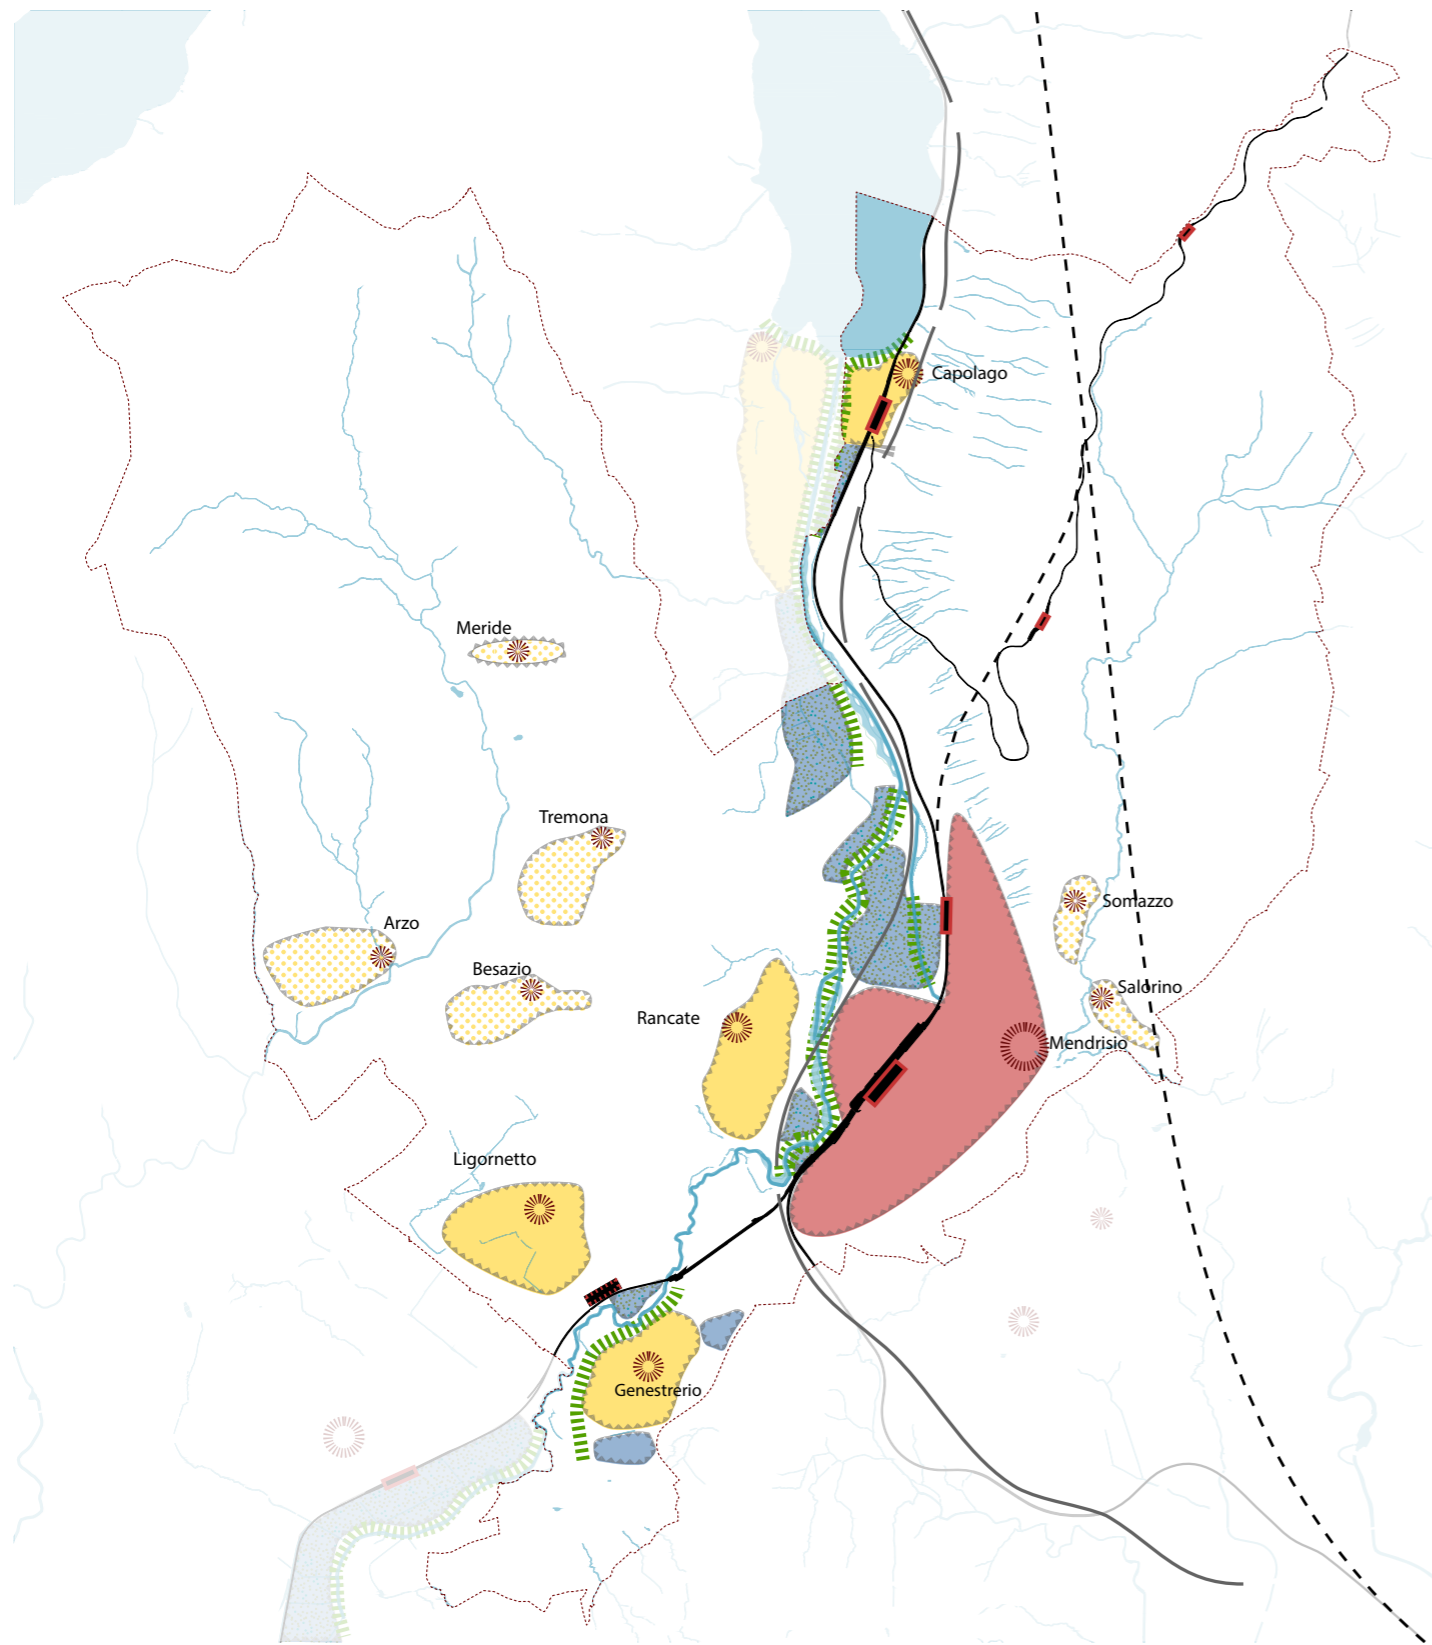 Capolago
Meride
Tremona
Somazzo
Arzo
Besazio
Salorino
Rancate
Mendrisio
Ligornetto
Genestrerio